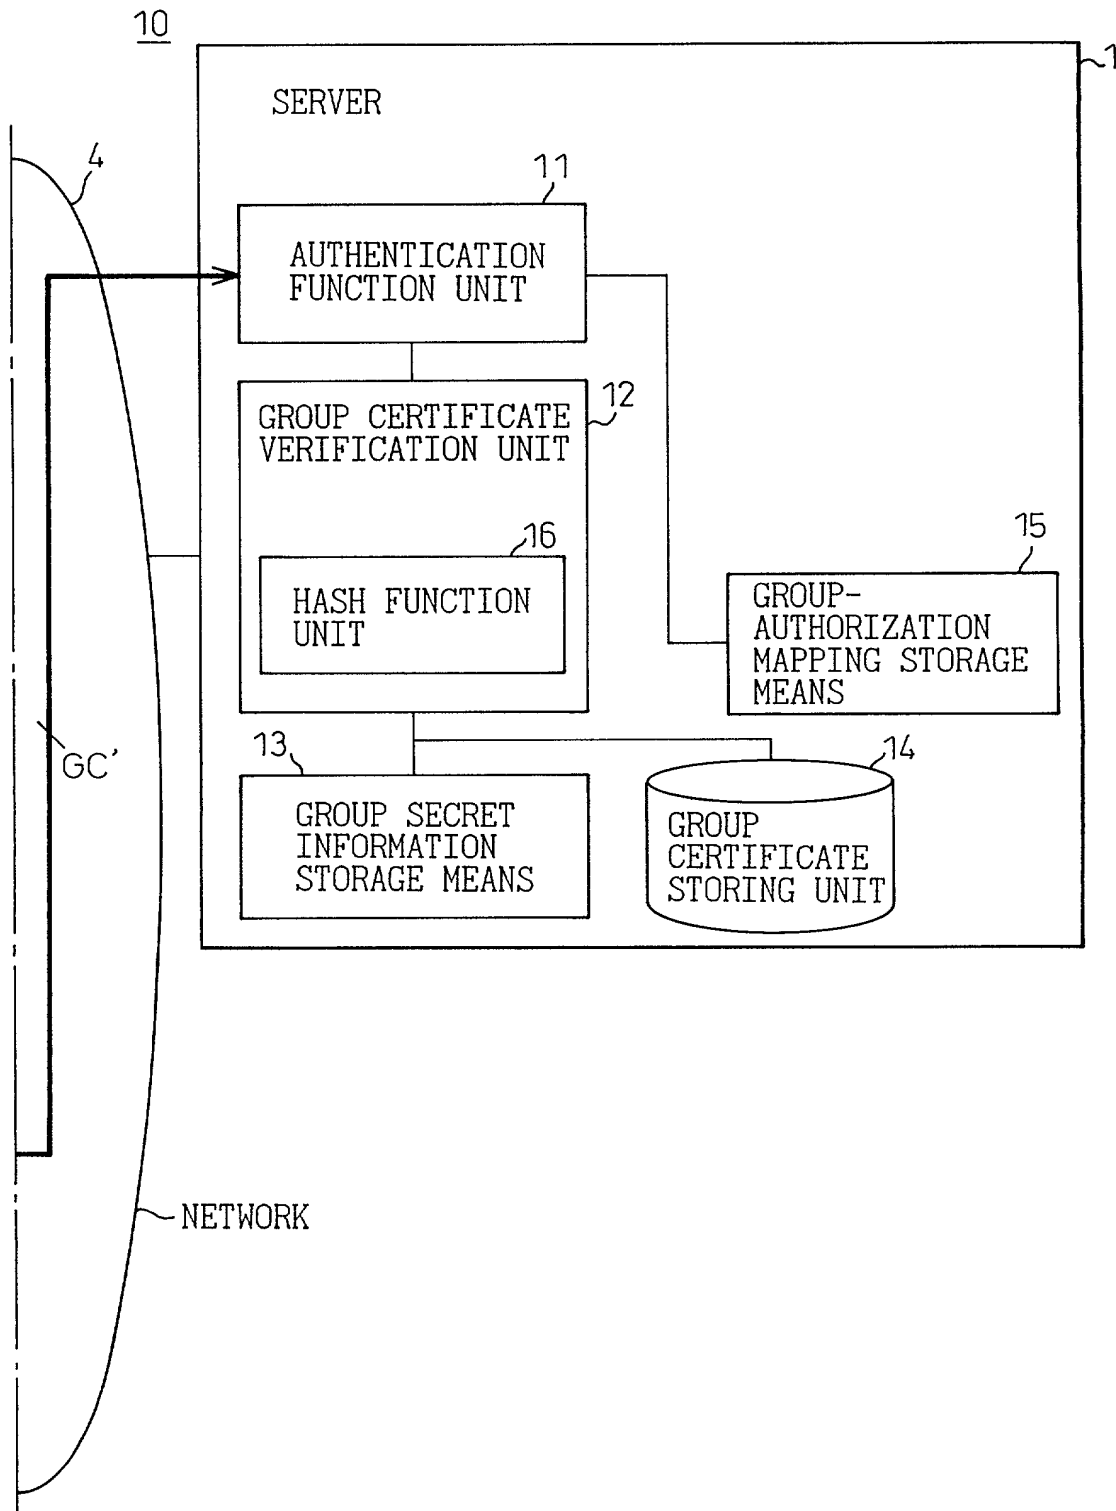 10
1
SERVER
4
11
AUTHENTICATION
FUNCTION UNIT
12
GROUP CERTIFICATE
VERIFICATION UNIT
16
HASH FUNCTION
UNIT
15
GROUP-
AUTHORIZATION
MAPPING STORAGE
MEANS
GC'
13
GROUP SECRET
INFORMATION
STORAGE MEANS
14
GROUP
CERTIFICATE
STORING UNIT
NETWORK